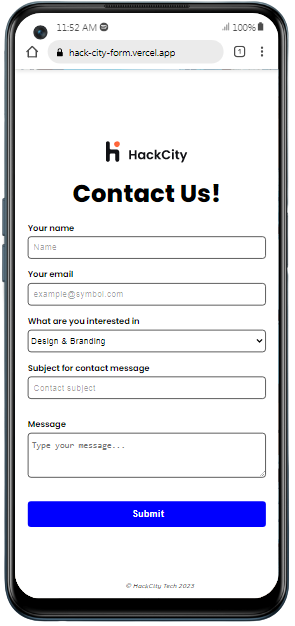 11:52 AM
100%
hack-city-form.vercel.app
1
HackCity
Contact Us!
Your name
Name
Your email
example@symbol.com
What are you interested in
Design & Branding
Subject for contact message
Contact subject
Message
Type your message...
Submit
© HackCity Tech 2023